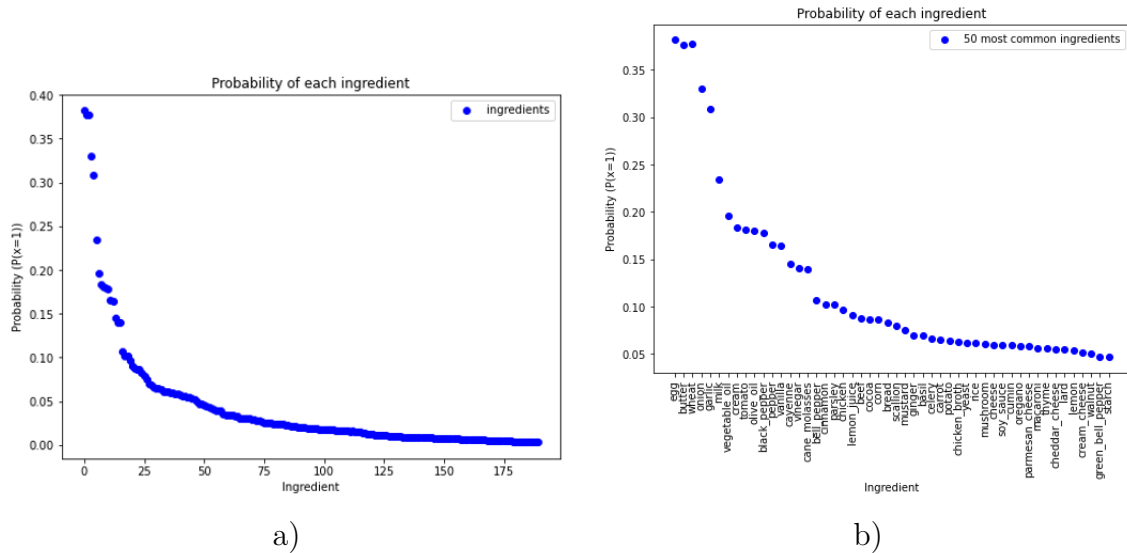 Probability of each ingredient
ingredients
Probability (P(x=1))
0.40
0.35
0.30
0.25
0.20
0.15
0.10
0.05
0.00
0 25 50 75 100 125 150 175
Ingredient
a)
Probability of each ingredient
50 most common ingredients
Probability (P(x=1))
0.35
0.30
0.25
0.20
0.15
0.10
0.05
egg
butter
wheat
onion
garlic
milk
vegetable_oil
cream
tomato
olive_oil
black_pepper
pepper
vanilla
cayenne
vinegar
cane_molasses
bell_pepper
cinnamon
parsley
chicken
lemon_juice
beef
cocoa
corn
bread
scallion
mustard
ginger
basil
celery
carrot
potato
chicken_broth
yeast
rice
mushroom
cheese
soy_sauce
cumin
oregano
parmesan_cheese
macaroni
thyme
cheddar_cheese
lard
lemon
cream_cheese
walnut
green_bell_pepper
starch
Ingredient
b)